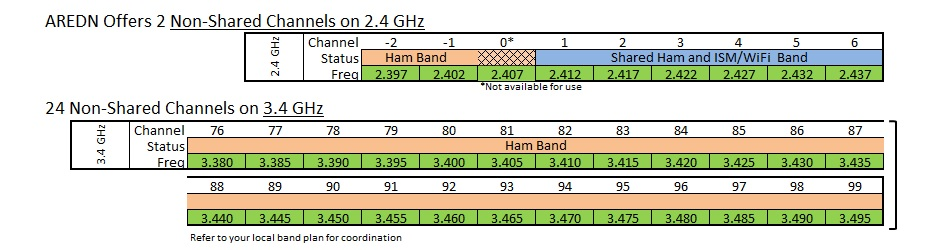 AREDN Offers 2 Non-Shared Channels on 2.4 GHz
2.4 GHz
Channel -2 -1 0* 1 2 3 4 5 6
Status Ham Band Shared Ham and ISM/WiFi Band
Freq 2.397 2.402 2.407 2.412 2.417 2.422 2.427 2.432 2.437
*Not available for use
24 Non-Shared Channels on 3.4 GHz
3.4 GHz
Channel 76 77 78 79 80 81 82 83 84 85 86 87
Status Ham Band
Freq 3.380 3.385 3.390 3.395 3.400 3.405 3.410 3.415 3.420 3.425 3.430 3.435
88 89 90 91 92 93 94 95 96 97 98 99
3.440 3.445 3.450 3.455 3.460 3.465 3.470 3.475 3.480 3.485 3.490 3.495
Refer to your local band plan for coordination